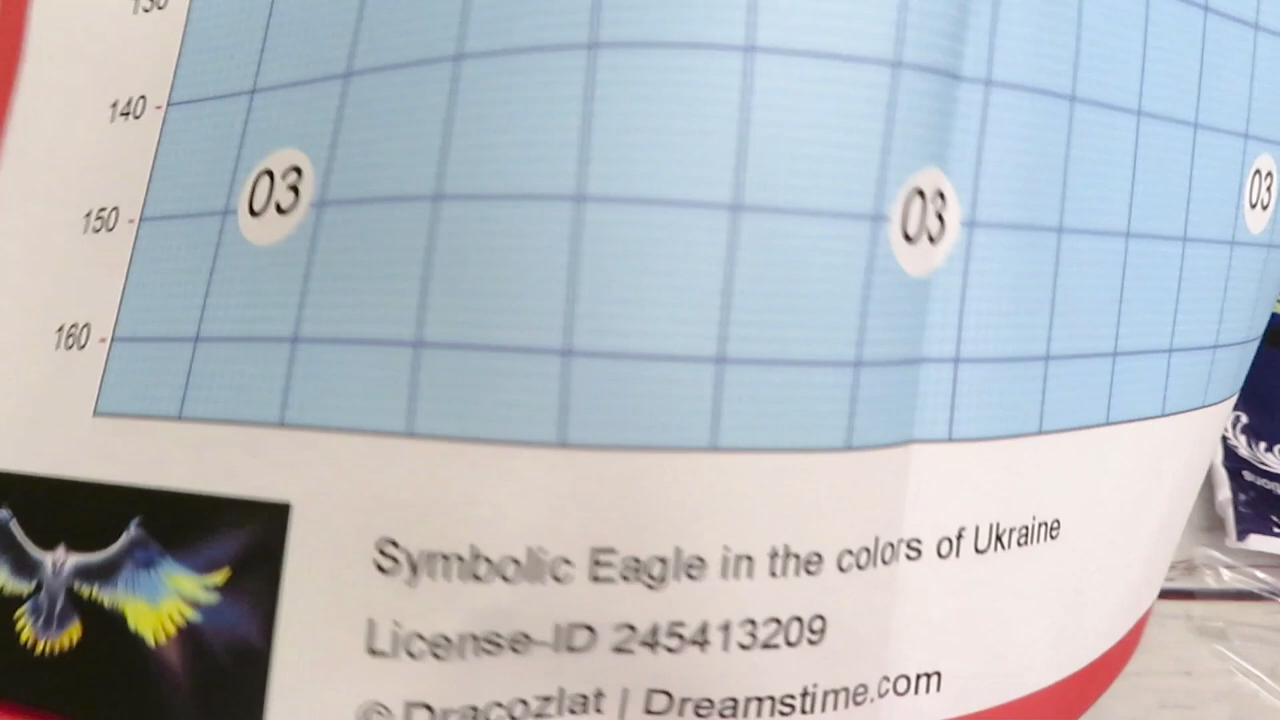 130
140
03
03
03
150
160
Symbolic Eagle in the colors of Ukraine
License-ID 245413209
© Dracozlat | Dreamstime.com